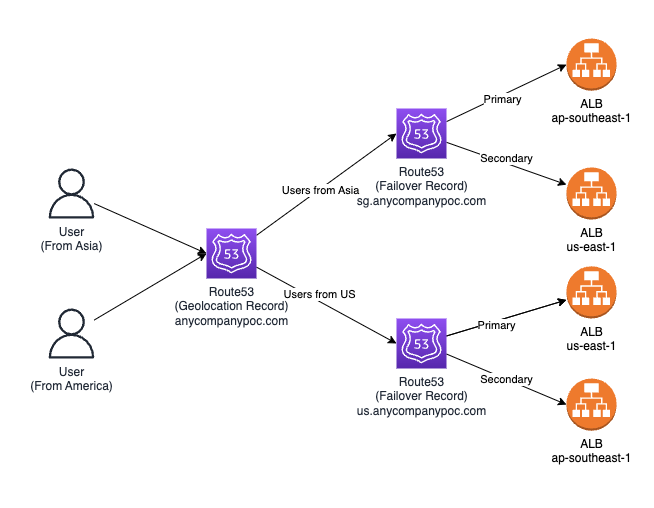 User
(From Asia)
User
(From America)
53
Route53
(Geolocation Record)
anycompanypoc.com
Users from Asia
Users from US
53
Route53
(Failover Record)
sg.anycompanypoc.com
Primary
Secondary
ALB
ap-southeast-1
ALB
us-east-1
53
Route53
(Failover Record)
us.anycompanypoc.com
Primary
Secondary
ALB
us-east-1
ALB
ap-southeast-1